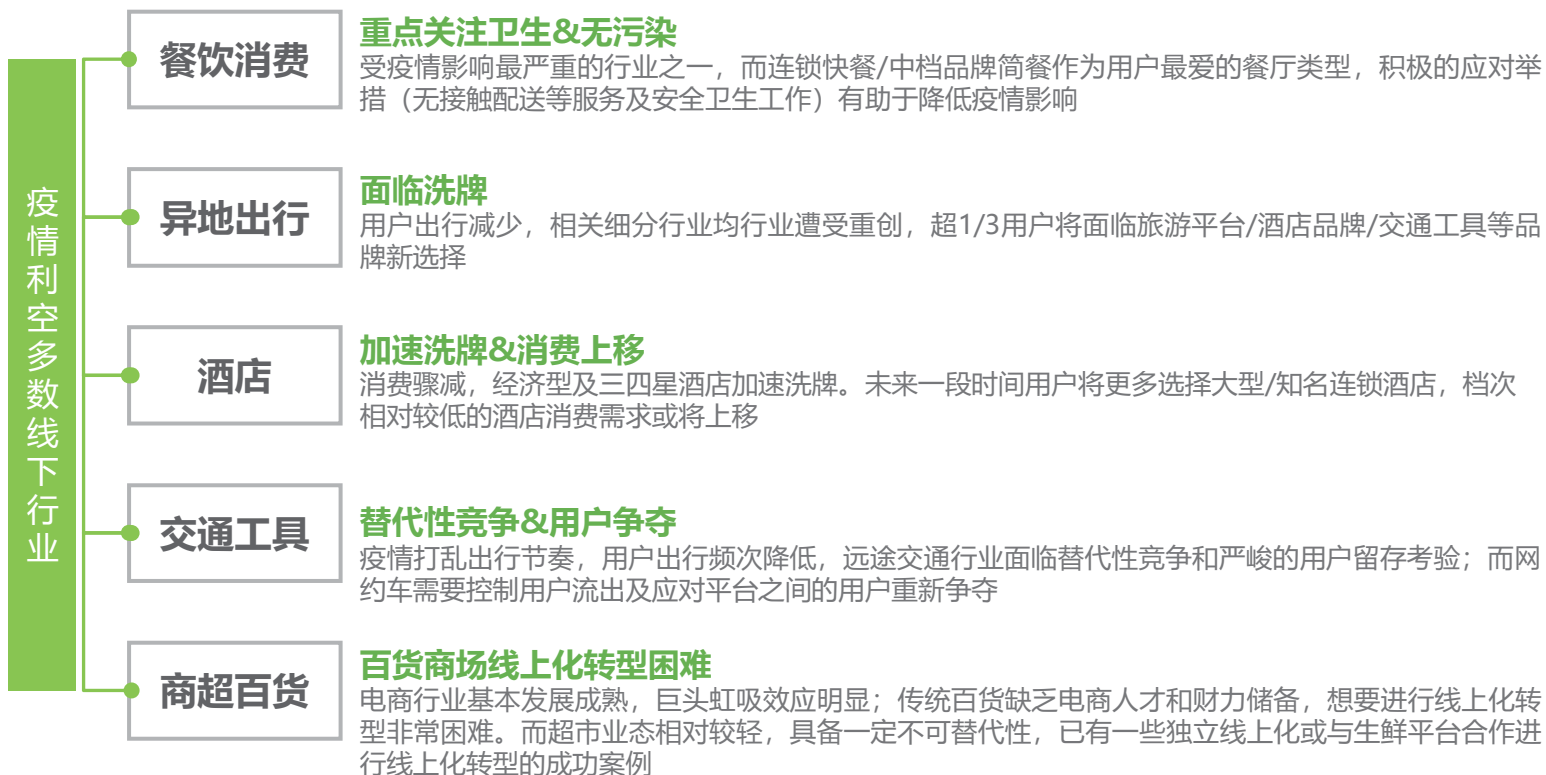 疫情利空多数线下行业
餐饮消费
重点关注卫生&无污染
受疫情影响最严重的行业之一，而连锁快餐/中档品牌简餐作为用户最爱的餐厅类型，积极的应对举
措（无接触配送等服务及安全卫生工作）有助于降低疫情影响
异地出行
面临洗牌
用户出行减少，相关细分行业均行业遭受重创，超1/3用户将面临旅游平台/酒店品牌/交通工具等品
牌新选择
酒店
加速洗牌&消费上移
消费骤减，经济型及三四星酒店加速洗牌。未来一段时间用户将更多选择大型/知名连锁酒店，档次
相对较低的酒店消费需求或将上移
交通工具
替代性竞争&用户争夺
疫情打乱出行节奏，用户出行频次降低，远途交通行业面临替代性竞争和严峻的用户留存考验；而网
约车需要控制用户流出及应对平台之间的用户重新争夺
商超百货
百货商场线上化转型困难
电商行业基本发展成熟，巨头虹吸效应明显；传统百货缺乏电商人才和财力储备，想要进行线上化转
型非常困难。而超市业态相对较轻，具备一定不可替代性，已有一些独立线上化或与生鲜平台合作进
行线上化转型的成功案例